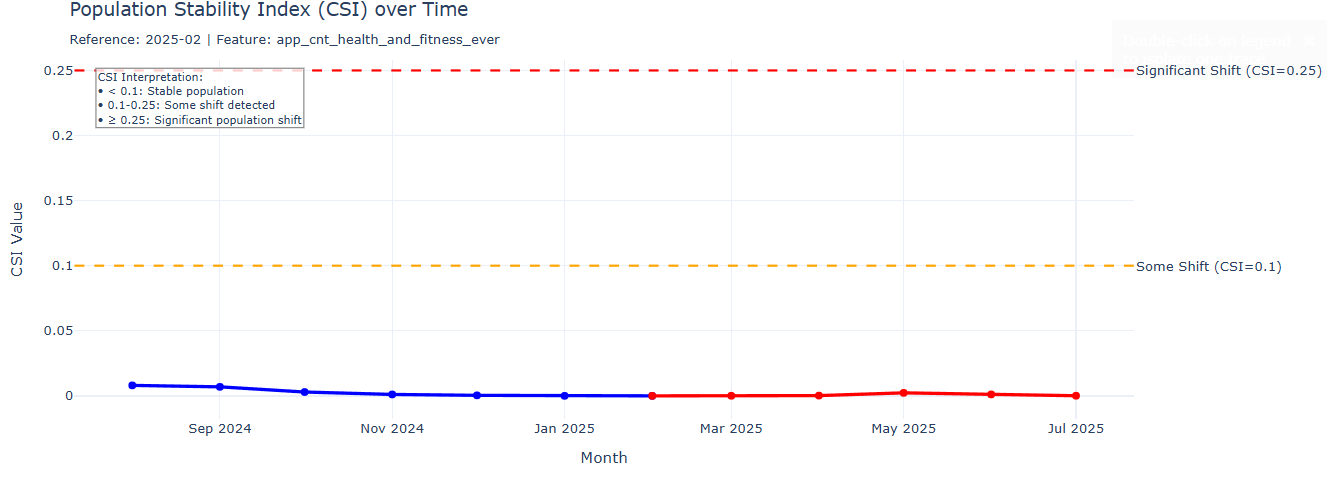 Population Stability Index (CSI) over Time
Reference: 2025-02 | Feature: app_cnt_health_and_fitness_ever
CSI Interpretation:
• < 0.1: Stable population
• 0.1-0.25: Some shift detected
• ≥ 0.25: Significant population shift
Significant Shift (CSI=0.25)
Some Shift (CSI=0.1)
CSI Value
0.25
0.2
0.15
0.1
0.05
0
Sep 2024
Nov 2024
Jan 2025
Mar 2025
May 2025
Jul 2025
Month